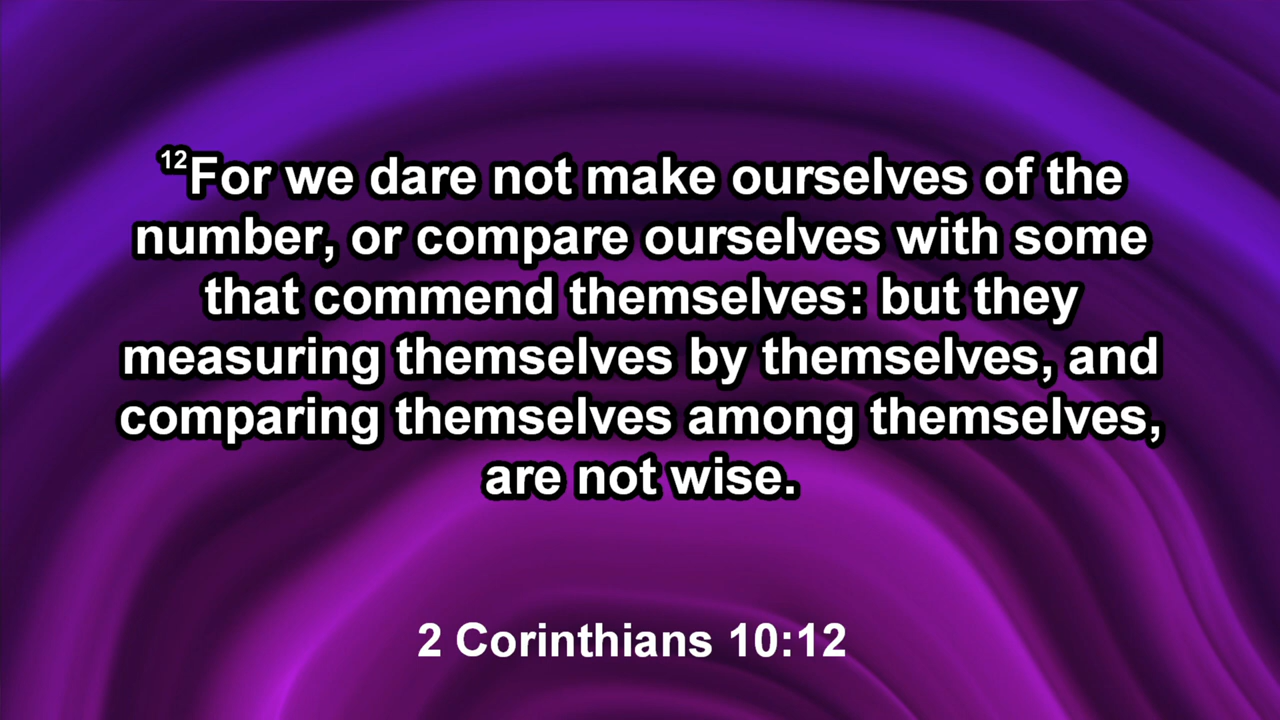 12For we dare not make ourselves of the
number, or compare ourselves with some
that commend themselves: but they
measuring themselves by themselves, and
comparing themselves among themselves,
are not wise.
2 Corinthians 10:12